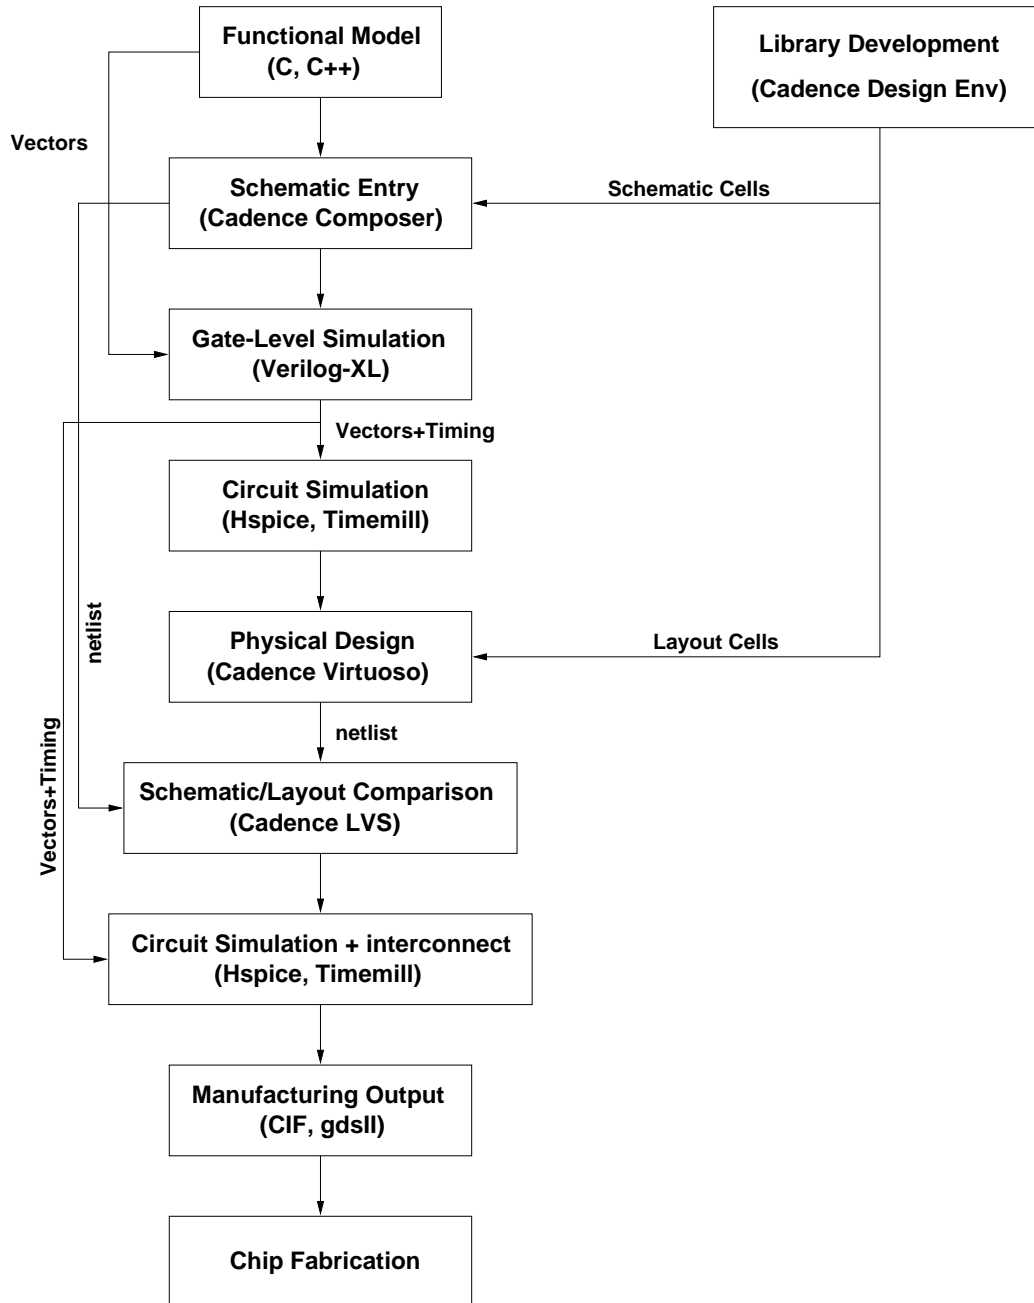 Functional Model
(C, C++)
Library Development
(Cadence Design Env)
Vectors
Schematic Entry
(Cadence Composer)
Schematic Cells
Gate-Level Simulation
(Verilog-XL)
Vectors+Timing
Circuit Simulation
(Hspice, Timemill)
netlist
Physical Design
(Cadence Virtuoso)
Layout Cells
netlist
Vectors+Timing
Schematic/Layout Comparison
(Cadence LVS)
Circuit Simulation + interconnect
(Hspice, Timemill)
Manufacturing Output
(CIF, gdsII)
Chip Fabrication